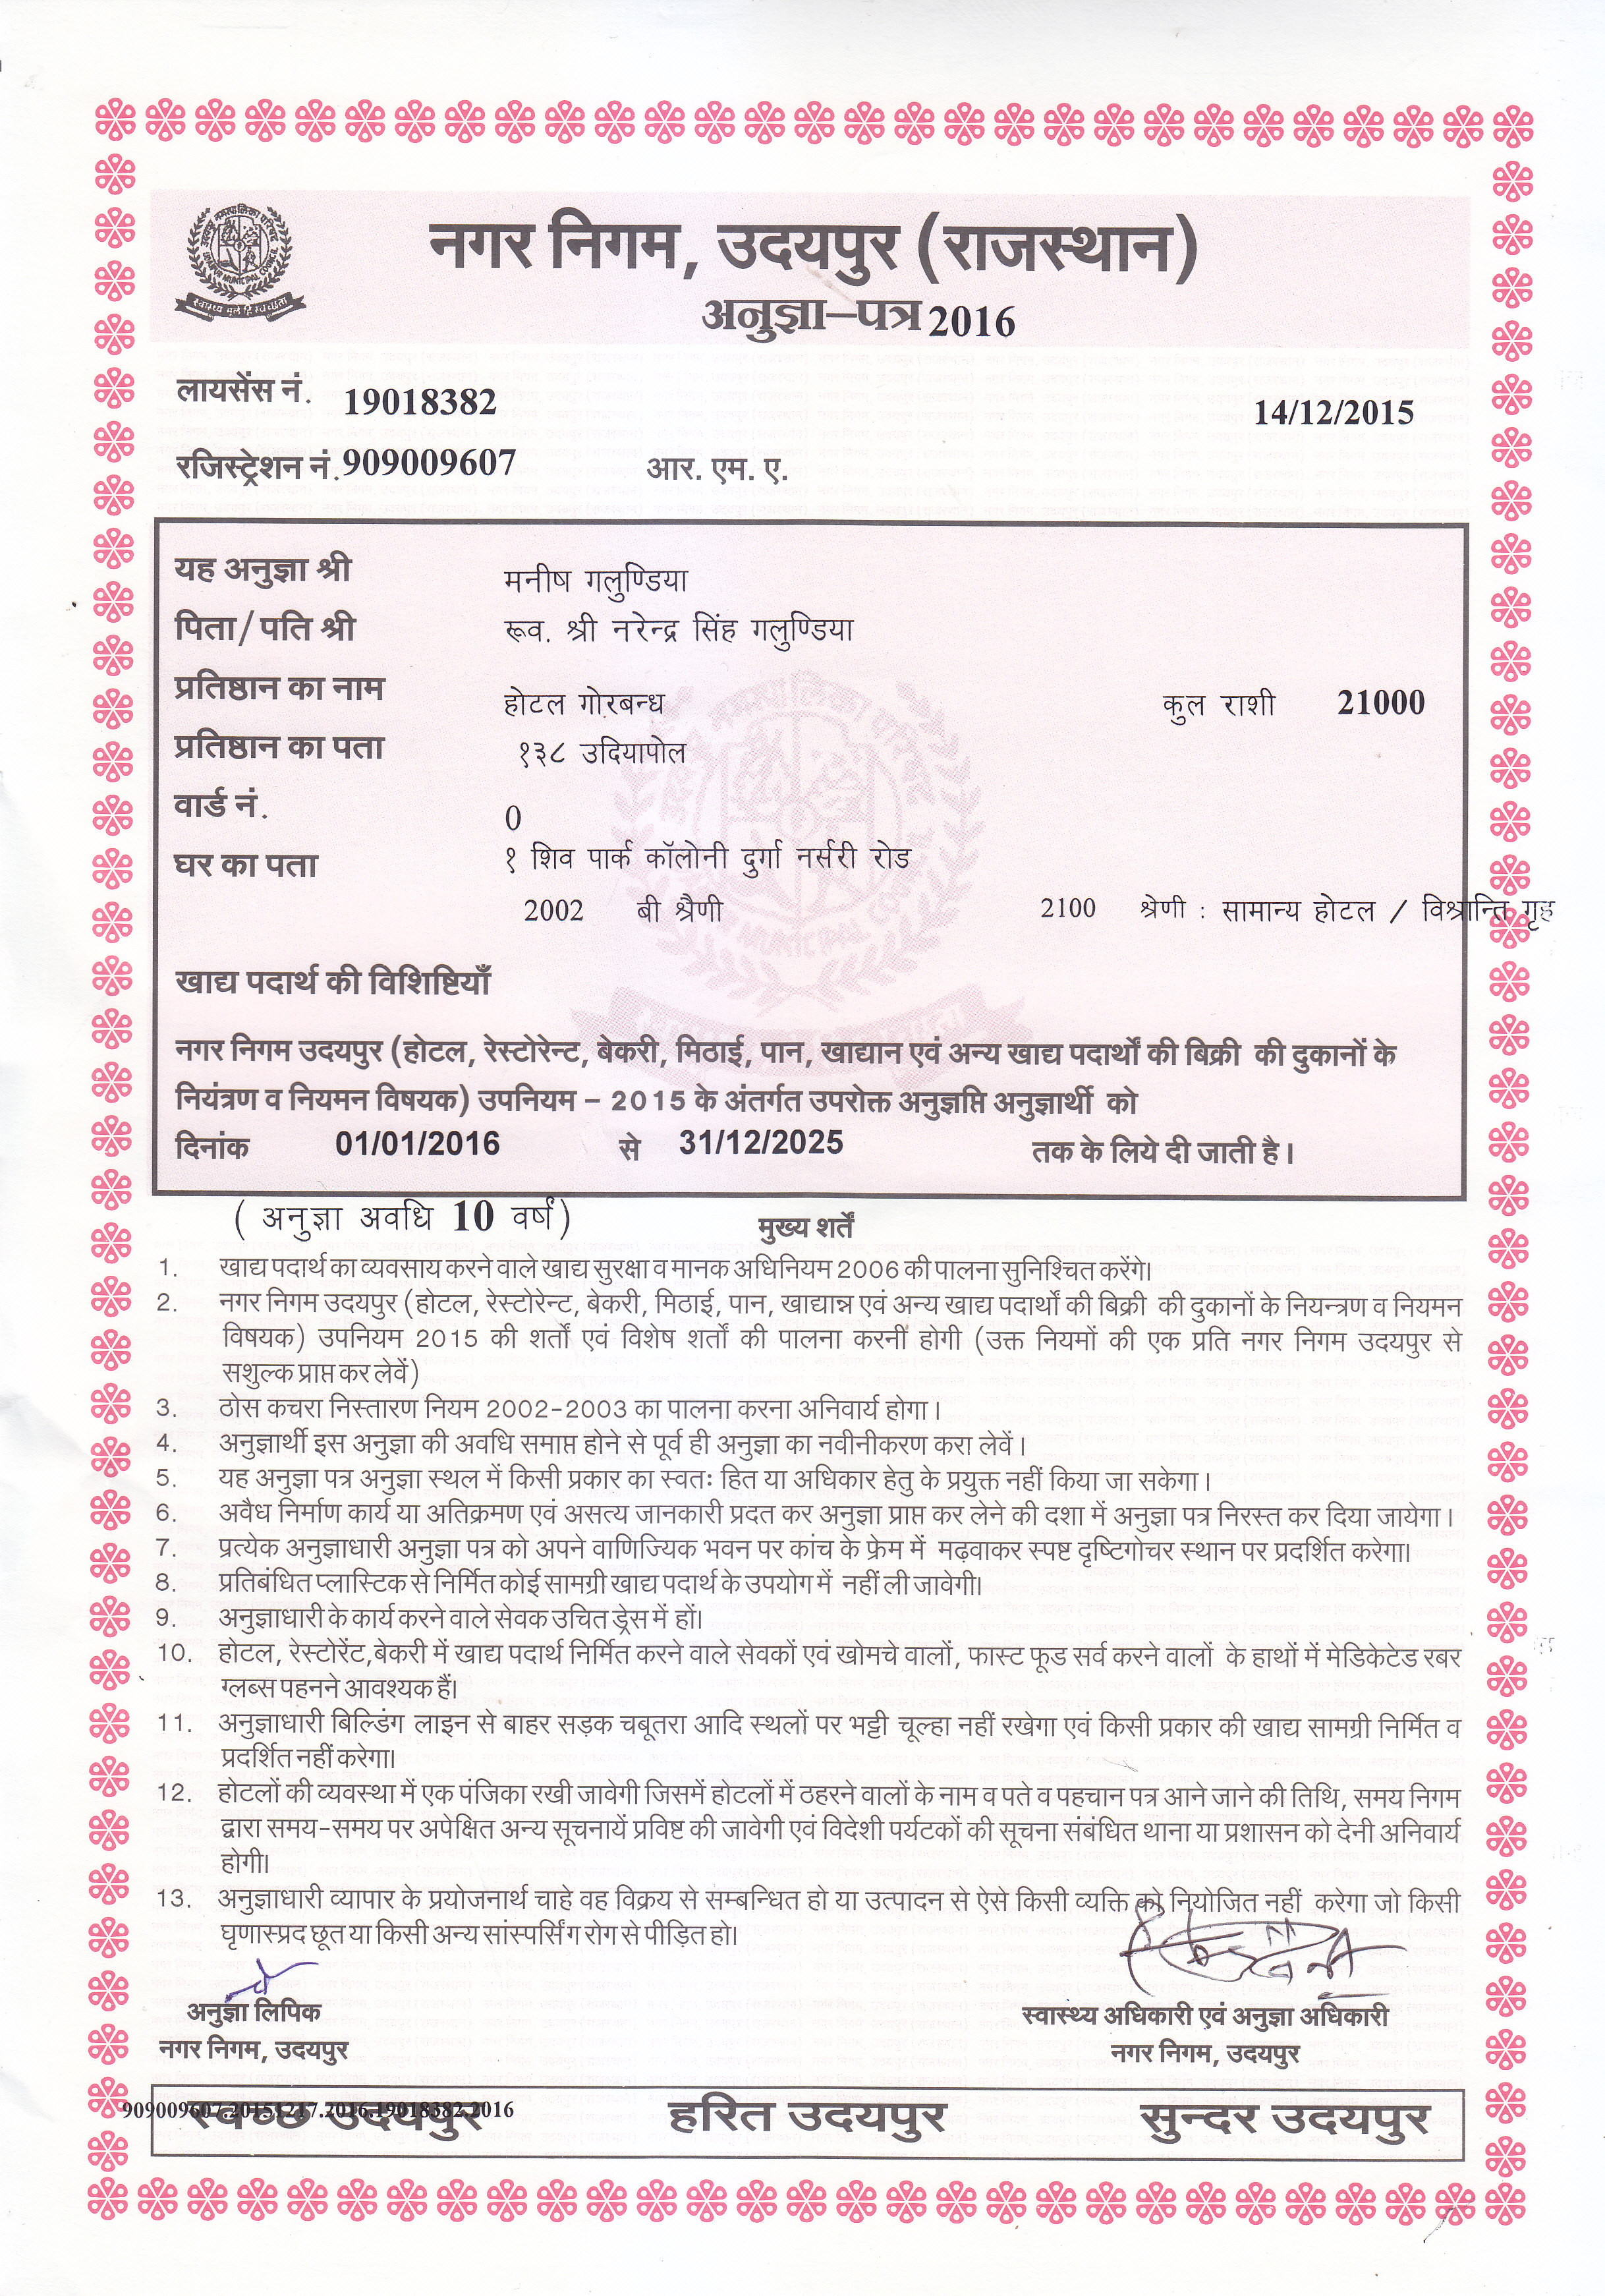 नगर निगम, उदयपुर (राजस्थान)
अनुज्ञा–पत्र 2016
लायसेंस नं. 19018382 14/12/2015
रजिस्ट्रेशन नं. 909009607 आर. एम. ए.
यह अनुज्ञा श्री मनीष गलुण्डिया
पिता/पति श्री रूव. श्री नरेन्द्र सिंह गलुण्डिया
प्रतिष्ठान का नाम होटल गोरबन्ध कुल राशी 21000
प्रतिष्ठान का पता १३८ उदियापोल
वार्ड नं. 0
घर का पता १ शिव पार्क कॉलोनी दुर्गा नर्सरी रोड
2002 बी श्रैणी 2100 श्रेणी : सामान्य होटल / विश्रान्ति गृह
खाद्य पदार्थ की विशिष्टियाँ
नगर निगम उदयपुर (होटल, रेस्टोरेन्ट, बेकरी, मिठाई, पान, खाद्यान एवं अन्य खाद्य पदार्थों की बिक्री की दुकानों के
नियंत्रण व नियमन विषयक) उपनियम – 2015 के अंतर्गत उपरोक्त अनुज्ञप्ति अनुज्ञार्थी को
दिनांक 01/01/2016 से 31/12/2025 तक के लिये दी जाती है।
( अनुज्ञा अवधि 10 वर्ष)
मुख्य शर्तें
1. खाद्य पदार्थ का व्यवसाय करने वाले खाद्य सुरक्षा व मानक अधिनियम 2006 की पालना सुनिश्चित करेंगे।
2. नगर निगम उदयपुर (होटल, रेस्टोरेन्ट, बेकरी, मिठाई, पान, खाद्यान्न एवं अन्य खाद्य पदार्थों की बिक्री की दुकानों के नियन्त्रण व नियमन
विषयक) उपनियम 2015 की शर्तों एवं विशेष शर्तों की पालना करनीं होगी (उक्त नियमों की एक प्रति नगर निगम उदयपुर से
सशुल्क प्राप्त कर लेवें)
3. ठोस कचरा निस्तारण नियम 2002-2003 का पालना करना अनिवार्य होगा।
4. अनुज्ञार्थी इस अनुज्ञा की अवधि समाप्त होने से पूर्व ही अनुज्ञा का नवीनीकरण करा लेवें।
5. यह अनुज्ञा पत्र अनुज्ञा स्थल में किसी प्रकार का स्वतः हित या अधिकार हेतु के प्रयुक्त नहीं किया जा सकेगा।
6. अवैध निर्माण कार्य या अतिक्रमण एवं असत्य जानकारी प्रदत कर अनुज्ञा प्राप्त कर लेने की दशा में अनुज्ञा पत्र निरस्त कर दिया जायेगा।
7. प्रत्येक अनुज्ञाधारी अनुज्ञा पत्र को अपने वाणिज्यिक भवन पर कांच के फ्रेम में मढ़वाकर स्पष्ट दृष्टिगोचर स्थान पर प्रदर्शित करेगा।
8. प्रतिबंधित प्लास्टिक से निर्मित कोई सामग्री खाद्य पदार्थ के उपयोग में नहीं ली जावेगी।
9. अनुज्ञाधारी के कार्य करने वाले सेवक उचित ड्रेस में हों।
10. होटल, रेस्टोरेंट,बेकरी में खाद्य पदार्थ निर्मित करने वाले सेवकों एवं खोमचे वालों, फास्ट फूड सर्व करने वालों के हाथों में मेडिकेटेड रबर
ग्लब्स पहनने आवश्यक हैं।
11. अनुज्ञाधारी बिल्डिंग लाइन से बाहर सड़क चबूतरा आदि स्थलों पर भट्टी चूल्हा नहीं रखेगा एवं किसी प्रकार की खाद्य सामग्री निर्मित व
प्रदर्शित नहीं करेगा।
12. होटलों की व्यवस्था में एक पंजिका रखी जावेगी जिसमें होटलों में ठहरने वालों के नाम व पते व पहचान पत्र आने जाने की तिथि, समय निगम
द्वारा समय-समय पर अपेक्षित अन्य सूचनायें प्रविष्ट की जावेगी एवं विदेशी पर्यटकों की सूचना संबंधित थाना या प्रशासन को देनी अनिवार्य
होगी।
13. अनुज्ञाधारी व्यापार के प्रयोजनार्थ चाहे वह विक्रय से सम्बन्धित हो या उत्पादन से ऐसे किसी व्यक्ति को नियोजित नहीं करेगा जो किसी
घृणास्प्रद छूत या किसी अन्य सांस्पर्सिंग रोग से पीड़ित हो।
अनुज्ञा लिपिक स्वास्थ्य अधिकारी एवं अनुज्ञा अधिकारी
नगर निगम, उदयपुर नगर निगम, उदयपुर
909009607.20151217.2016.19018382.2016
स्वच्छ उदयपुर हरित उदयपुर सुन्दर उदयपुर